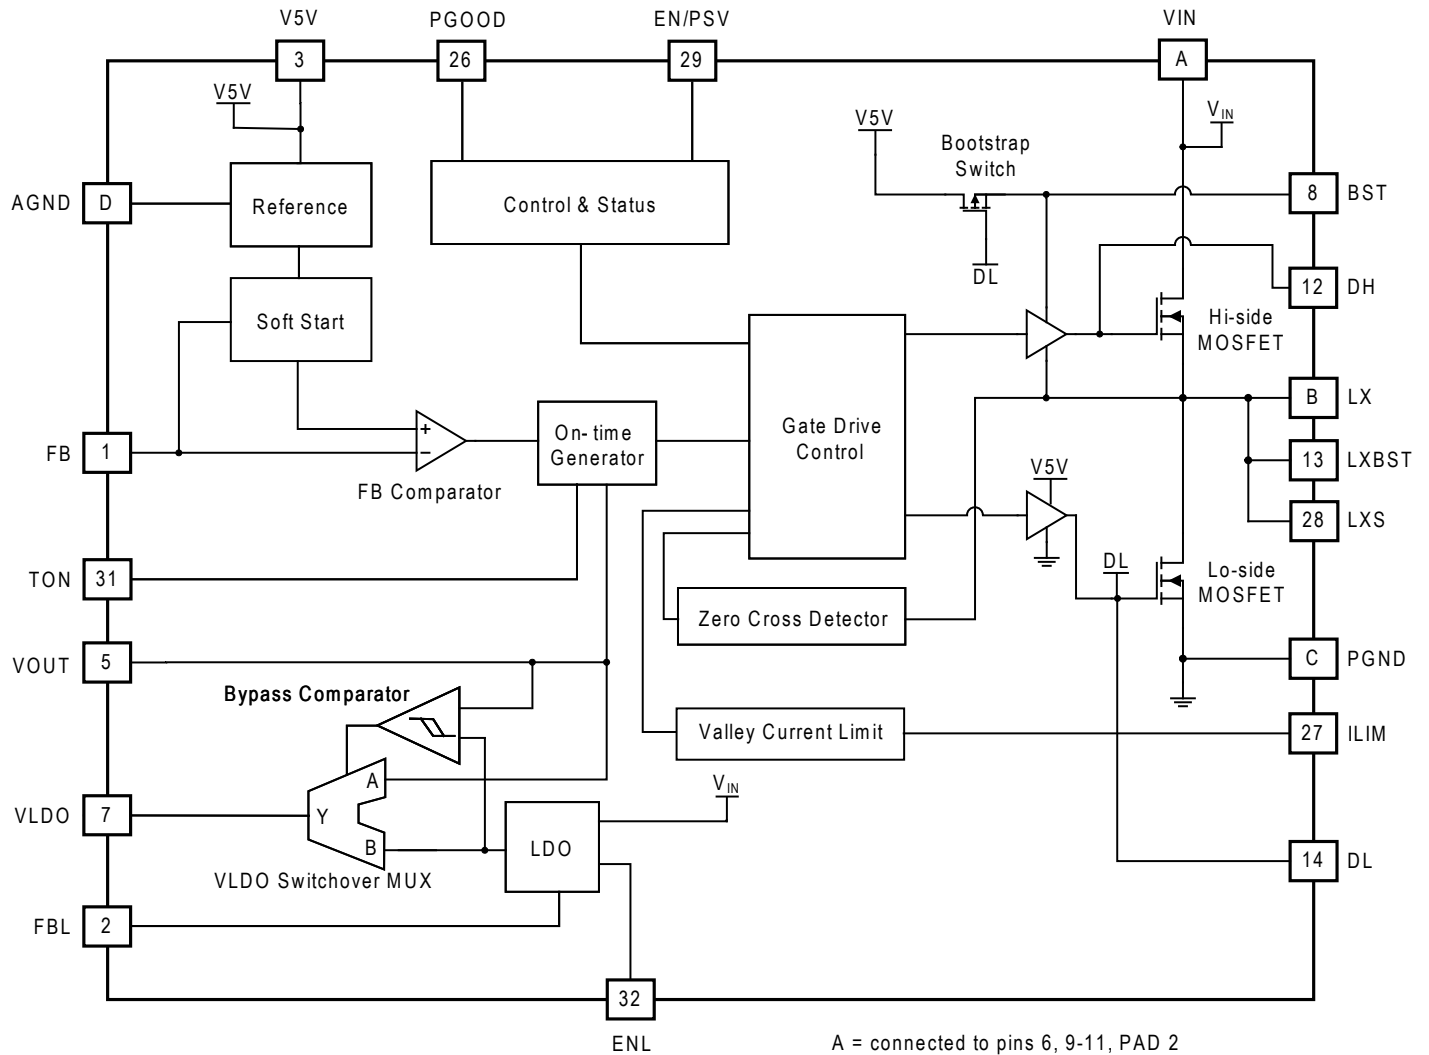 V5V
PGOOD
EN/PSV
VIN
3
26
29
A
V5V
V5V
Bootstrap
Switch
VIN
AGND
D
Reference
Control & Status
8
BST
DL
12
DH
Soft Start
Hi-side
MOSFET
B
LX
FB
1
+
−
FB Comparator
On-time
Generator
Gate Drive
Control
13
LXBST
V5V
28
LXS
TON
31
DL
Lo-side
MOSFET
Zero Cross Detector
VOUT
5
C
PGND
Bypass Comparator
Valley Current Limit
27
ILIM
A
VIN
VLDO
7
Y
B
LDO
14
DL
VLDO Switchover MUX
FBL
2
32
ENL
A = connected to pins 6, 9-11, PAD 2